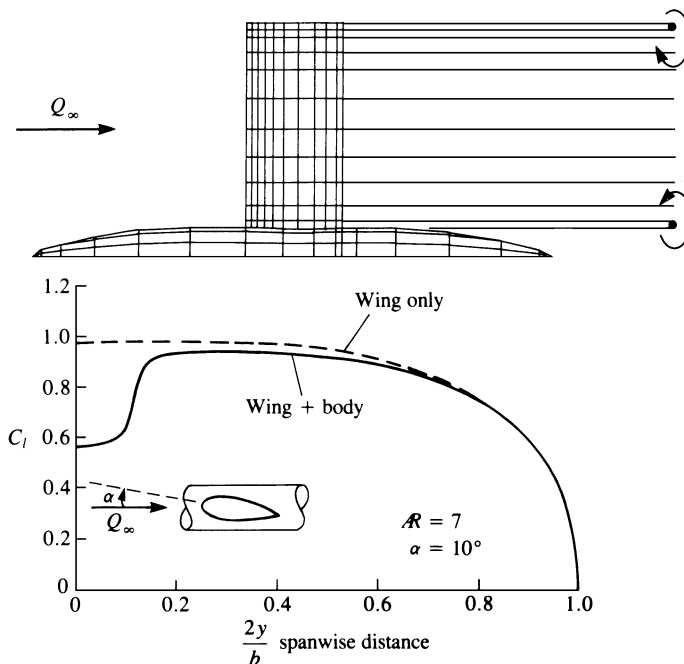 Q∞
1.2
1.0
0.8
0.6
0.4
0.2
0
C_l
Wing only
Wing + body
α
Q∞
AR = 7
α = 10°
0
0.2
0.4
0.6
0.8
1.0
2y/b spanwise distance